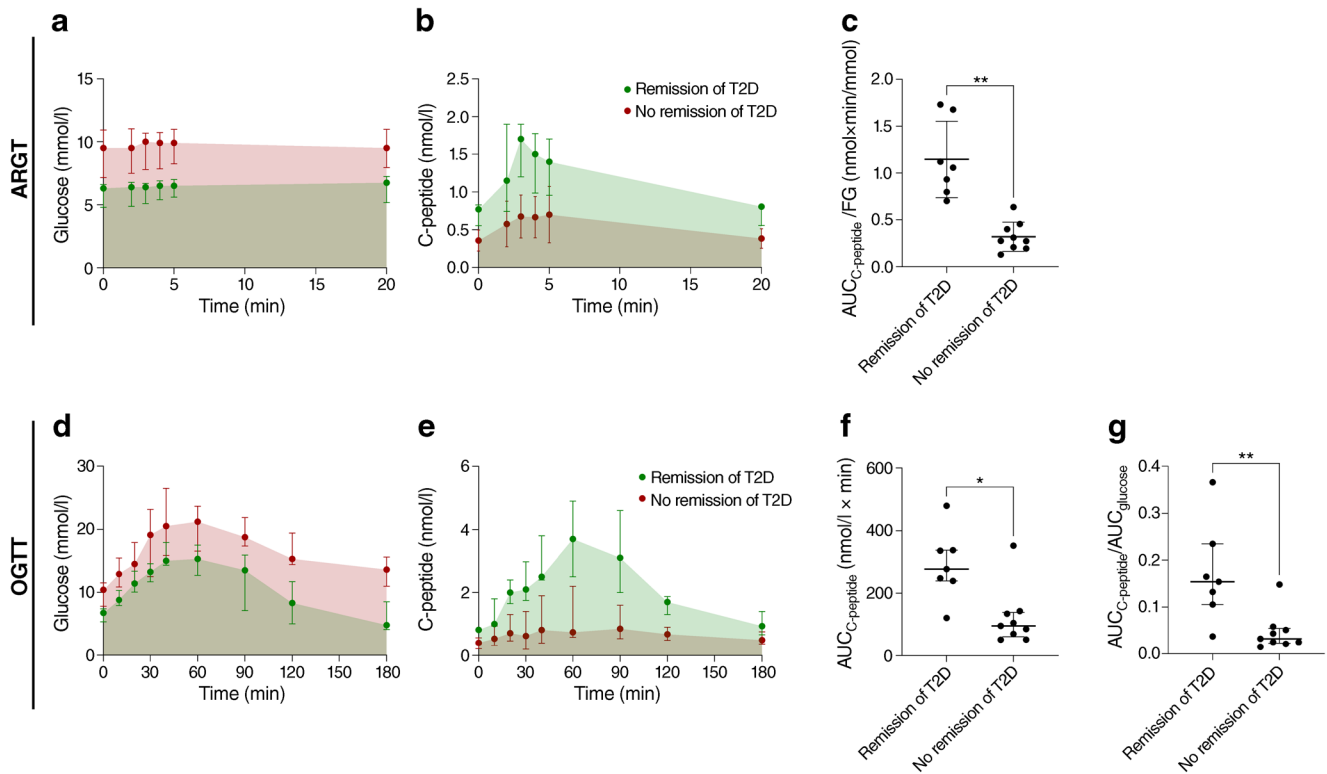 a
b
c
ARGT
15
10
5
0
Glucose (mmol/l)
0
5
10
15
20
Time (min)
2.5
2.0
1.5
1.0
0.5
0.0
C-peptide (nmol/l)
Remission of T2D
No remission of T2D
0
5
10
15
20
Time (min)
2.0
1.5
1.0
0.5
0.0
AUC_C-peptide/FG (nmol×min/mmol)
**
Remission of T2D
No remission of T2D
d
e
f
g
OGTT
30
20
10
0
Glucose (mmol/l)
0
30
60
90
120
150
180
Time (min)
6
4
2
0
C-peptide (nmol/l)
Remission of T2D
No remission of T2D
0
30
60
90
120
150
180
Time (min)
600
400
200
0
AUC_C-peptide (nmol/l × min)
*
Remission of T2D
No remission of T2D
0.4
0.3
0.2
0.1
0.0
AUC_C-peptide/AUC_glucose
**
Remission of T2D
No remission of T2D